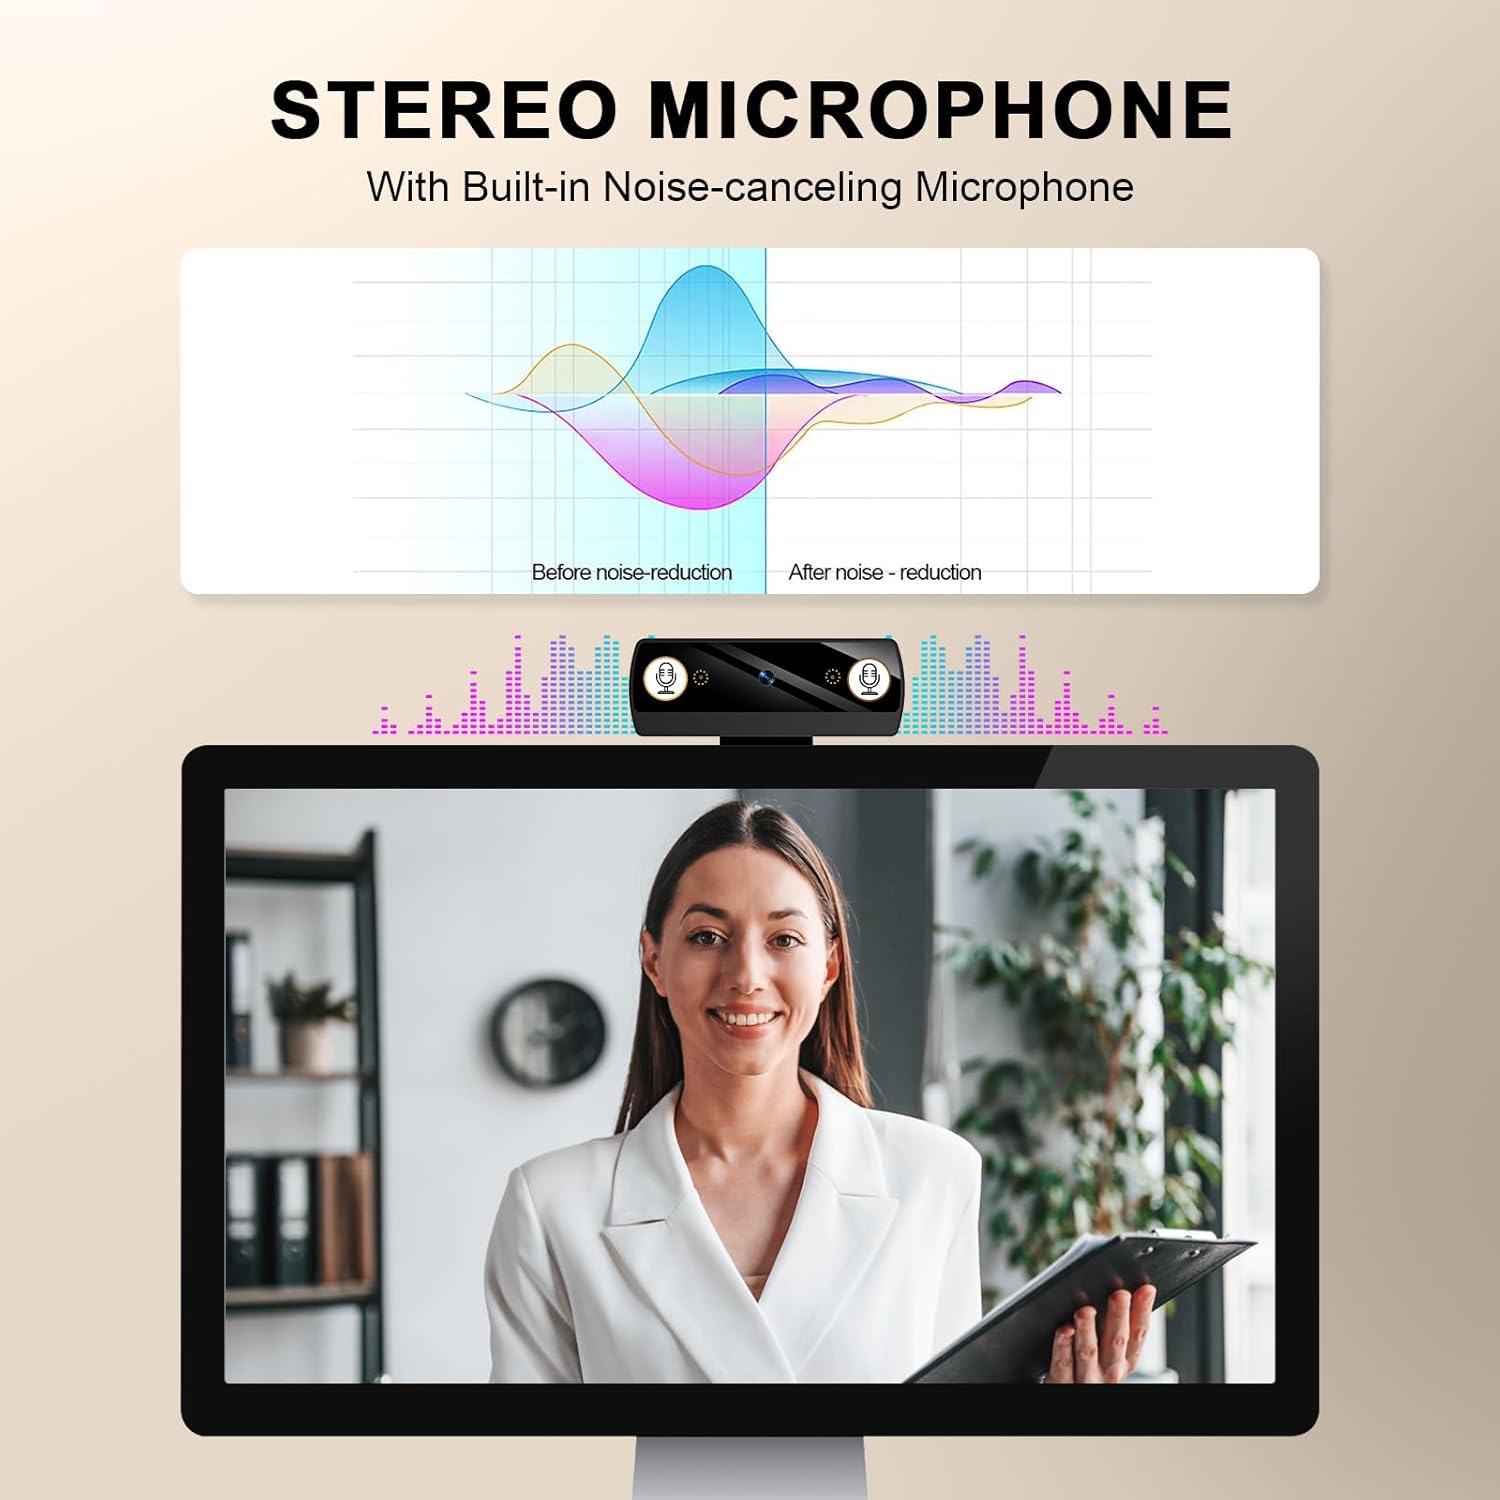 STEREO MICROPHONE
With Built-in Noise-canceling Microphone
Before noise-reduction
After noise - reduction